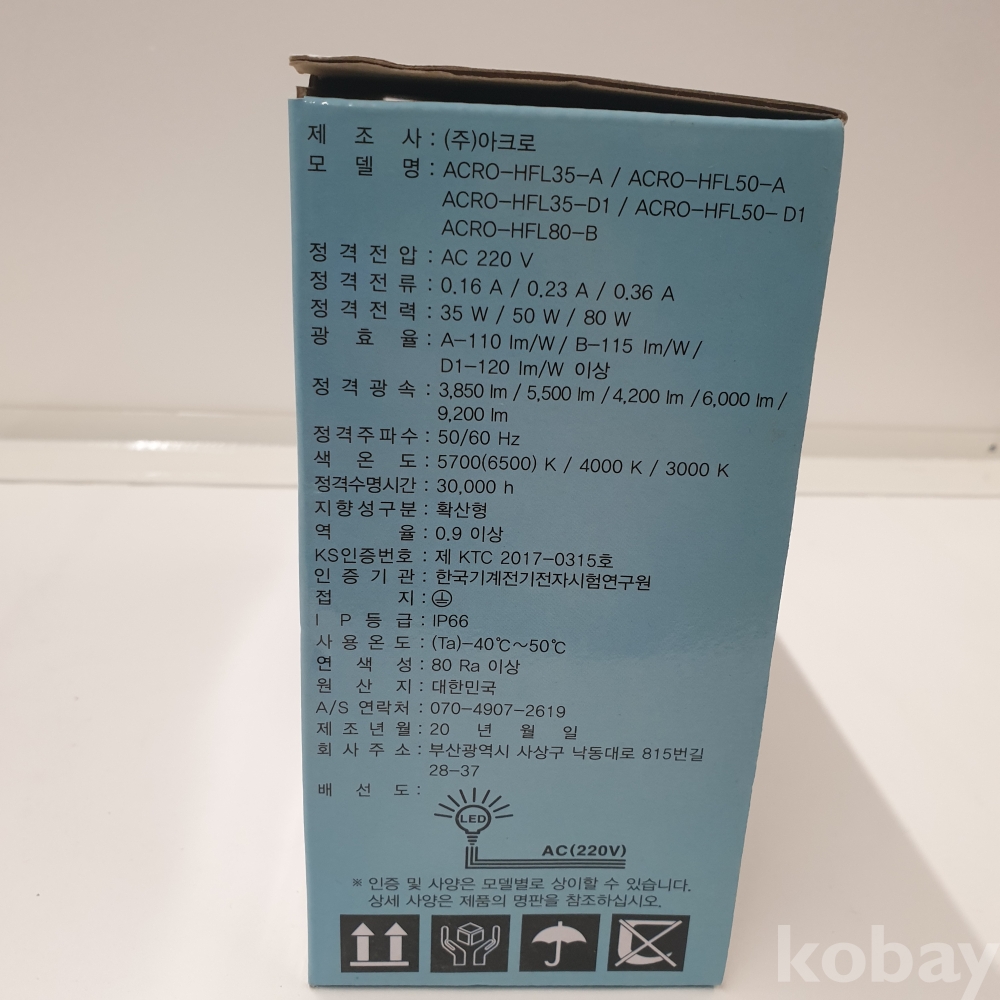 제 조 사 : (주)아크로
모 델 명 : ACRO-HFL35-A / ACRO-HFL50-A
ACRO-HFL35-D1 / ACRO-HFL50-D1
ACRO-HFL80-B
정 격 전 압 : AC 220 V
정 격 전 류 : 0.16 A / 0.23 A / 0.36 A
정 격 전 력 : 35 W / 50 W / 80 W
광 효 율 : A-110 lm/W / B-115 lm/W /
D1-120 lm/W 이상
정 격 광 속 : 3,850 lm / 5,500 lm / 4,200 lm / 6,000 lm /
9,200 lm
정격주파수 : 50/60 Hz
색 온 도 : 5700(6500) K / 4000 K / 3000 K
정격수명시간 : 30,000 h
지향성구분 : 확산형
역 율 : 0.9 이상
KS인증번호 : 제 KTC 2017-0315호
인 증 기 관 : 한국기계전기전자시험연구원
접 지 :
I P 등 급 : IP66
사 용 온 도 : (Ta)-40℃~50℃
연 색 성 : 80 Ra 이상
원 산 지 : 대한민국
A/S 연락처 : 070-4907-2619
제 조 년 월 : 20 년 월 일
회 사 주 소 : 부산광역시 사상구 낙동대로 815번길
28-37
배 선 도 :
LED
AC(220V)
※ 인증 및 사양은 모델별로 상이할 수 있습니다.
상세 사양은 제품의 명판을 참조하십시오.
kobay